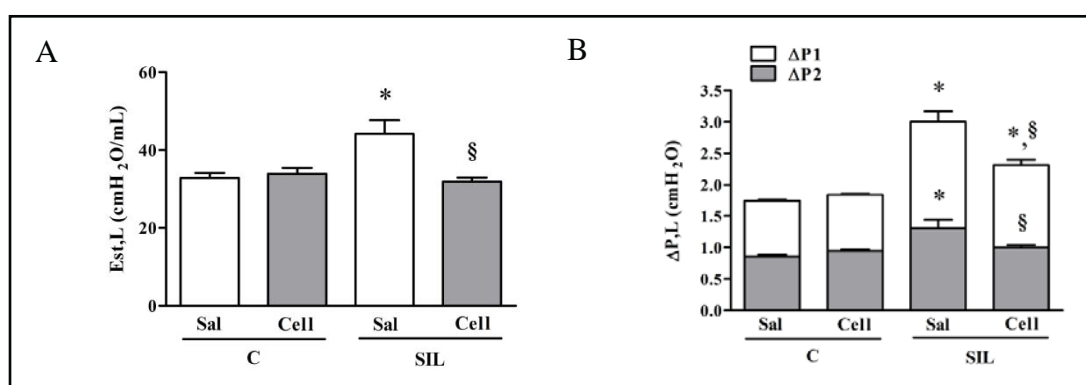 A
Est,L (cmH2O/mL)
60
40
20
0
*
§
Sal Cell Sal Cell
C SIL
B
ΔP1
ΔP2
ΔP,L (cmH2O)
3.5
3.0
2.5
2.0
1.5
1.0
0.5
0.0
*
*,§
*
§
Sal Cell Sal Cell
C SIL